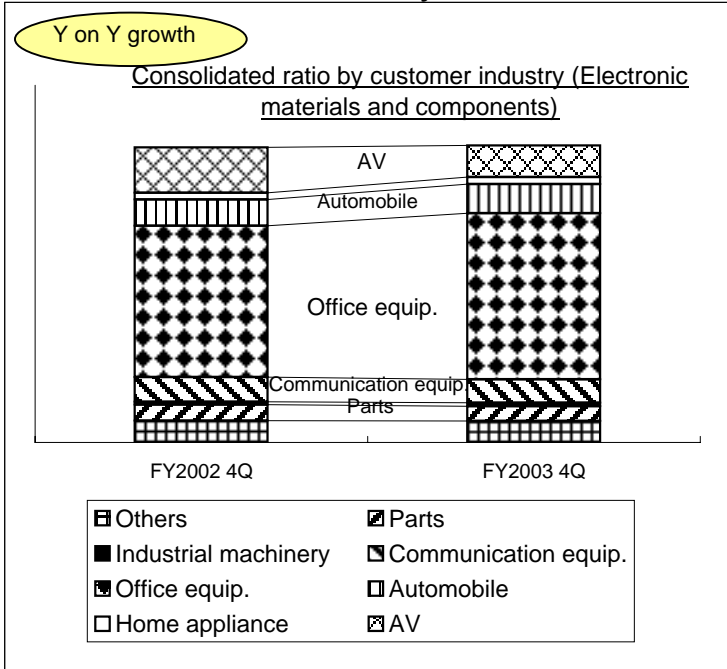 Y on Y growth
Consolidated ratio by customer industry (Electronic
materials and components)
AV
Automobile
Office equip.
Communication equip.
Parts
FY2002 4Q
FY2003 4Q
Others
Parts
Industrial machinery
Communication equip.
Office equip.
Automobile
Home appliance
AV